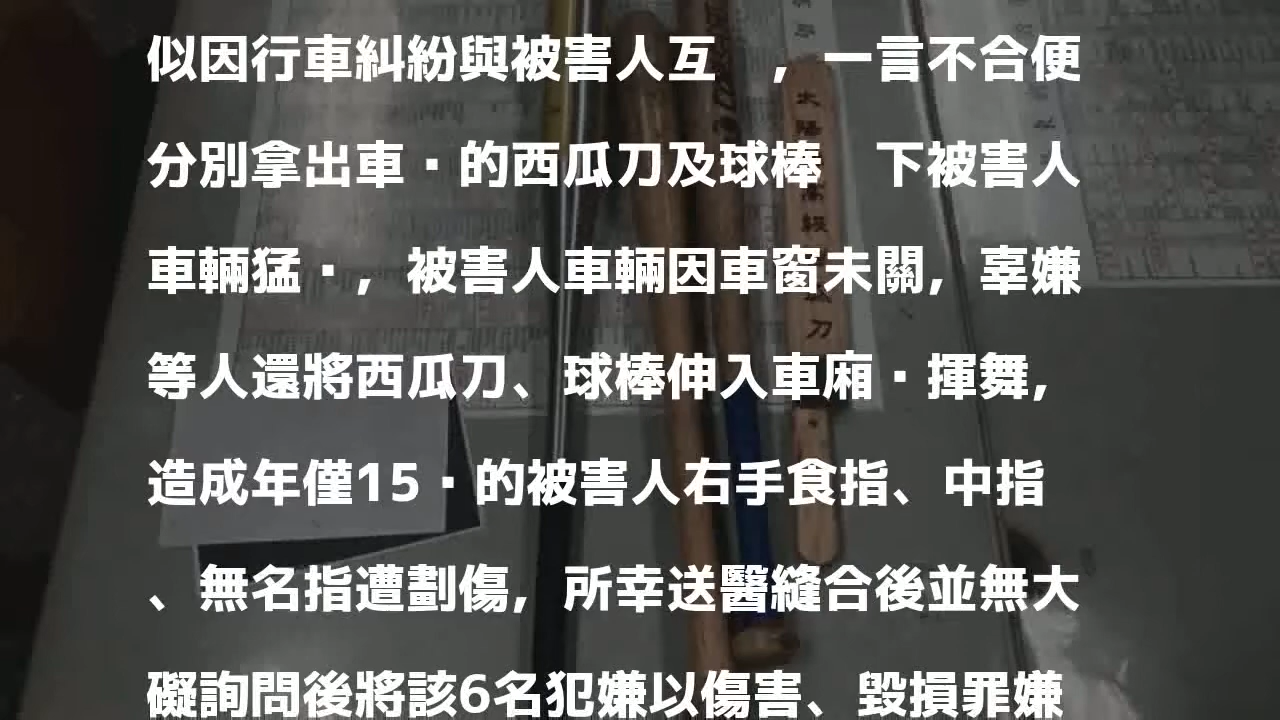 似因行車糾紛與被害人互 ，一言不合便
分別拿出車·的西瓜刀及球棒 下被害人
車輛猛·，被害人車輛因車窗未關，辜嫌
等人還將西瓜刀、球棒伸入車廂·揮舞，
造成年僅15·的被害人右手食指、中指
、無名指遭劃傷，所幸送醫縫合後並無大
礙詢問後將該6名犯嫌以傷害、毀損罪嫌
刀